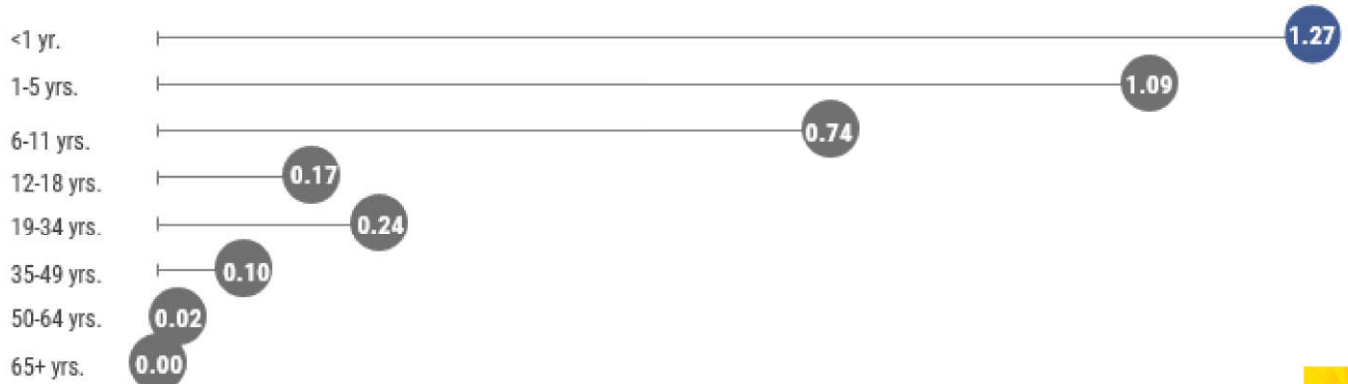 <1 yr. 1.27
1-5 yrs. 1.09
6-11 yrs. 0.74
12-18 yrs. 0.17
19-34 yrs. 0.24
35-49 yrs. 0.10
50-64 yrs. 0.02
65+ yrs. 0.00